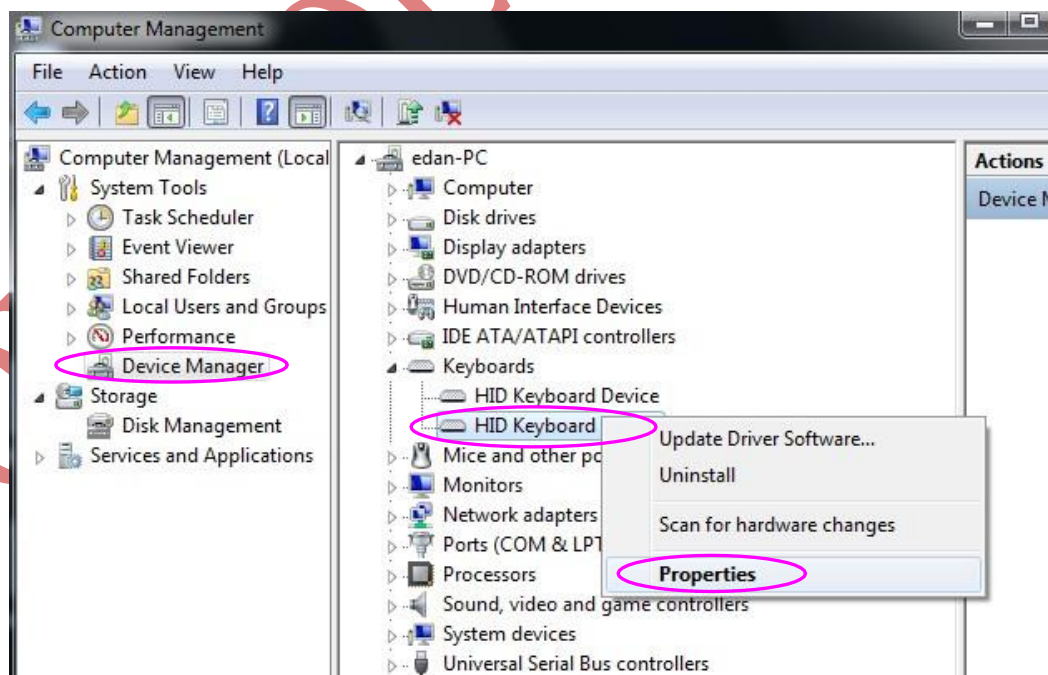 Computer Management
File Action View Help
Computer Management (Local
System Tools
Task Scheduler
Event Viewer
Shared Folders
Local Users and Groups
Performance
Device Manager
Storage
Disk Management
Services and Applications
edan-PC
Computer
Disk drives
Display adapters
DVD/CD-ROM drives
Human Interface Devices
IDE ATA/ATAPI controllers
Keyboards
HID Keyboard Device
HID Keyboard
Mice and other po
Monitors
Network adapters
Ports (COM & LPT
Processors
Sound, video and game controllers
System devices
Universal Serial Bus controllers
Update Driver Software...
Uninstall
Scan for hardware changes
Properties
Actions
Device M